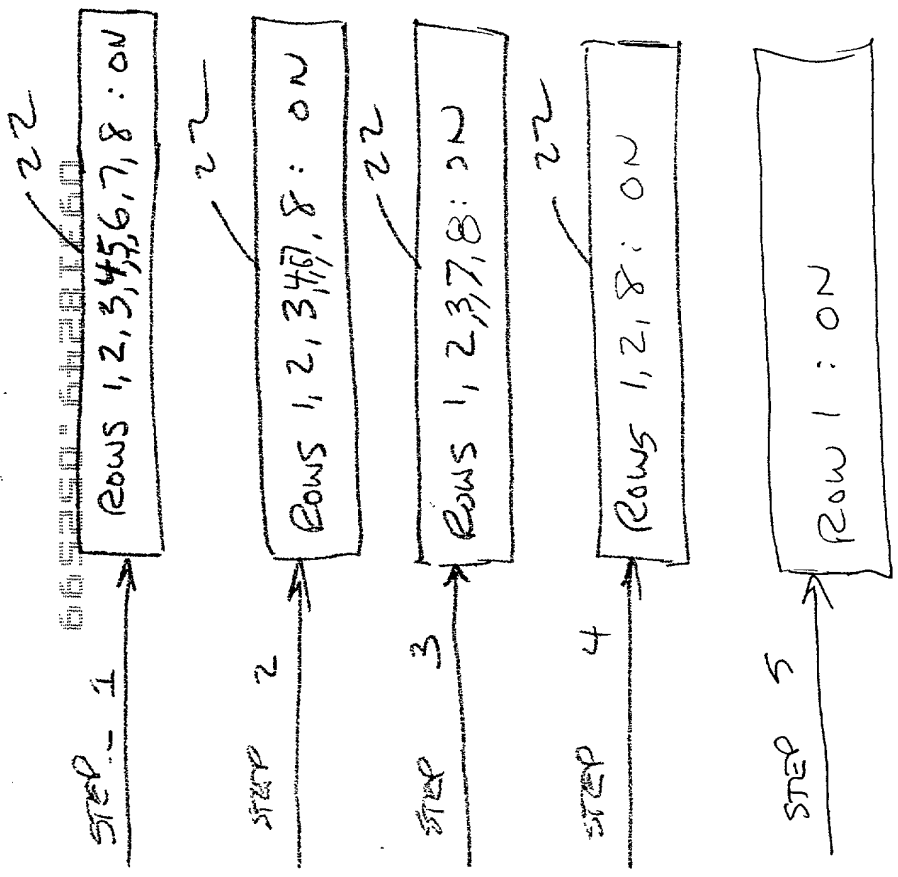 STEP - 1
22
ROWS 1, 2, 3, 4, 5, 6, 7, 8 : ON
STEP 2
22
ROWS 1, 2, 3, 4, 6, 7, 8 : ON
STEP 3
22
ROWS 1, 2, 3, 7, 8 : ON
STEP 4
22
ROWS 1, 2, 8 : ON
STEP 5
ROW 1 : ON